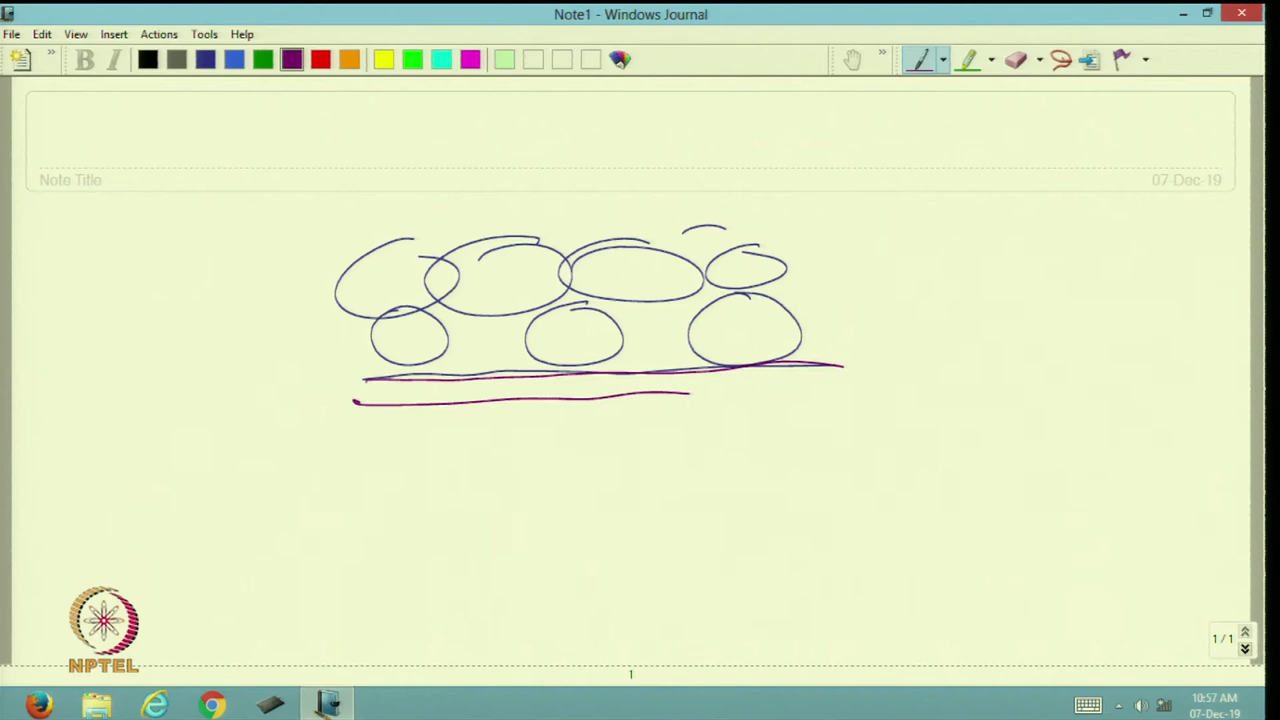 Note1 - Windows Journal
File Edit View Insert Actions Tools Help
B I
Note Title
07-Dec-19
NPTEL
1 / 1
1
10:57 AM
07-Dec-19